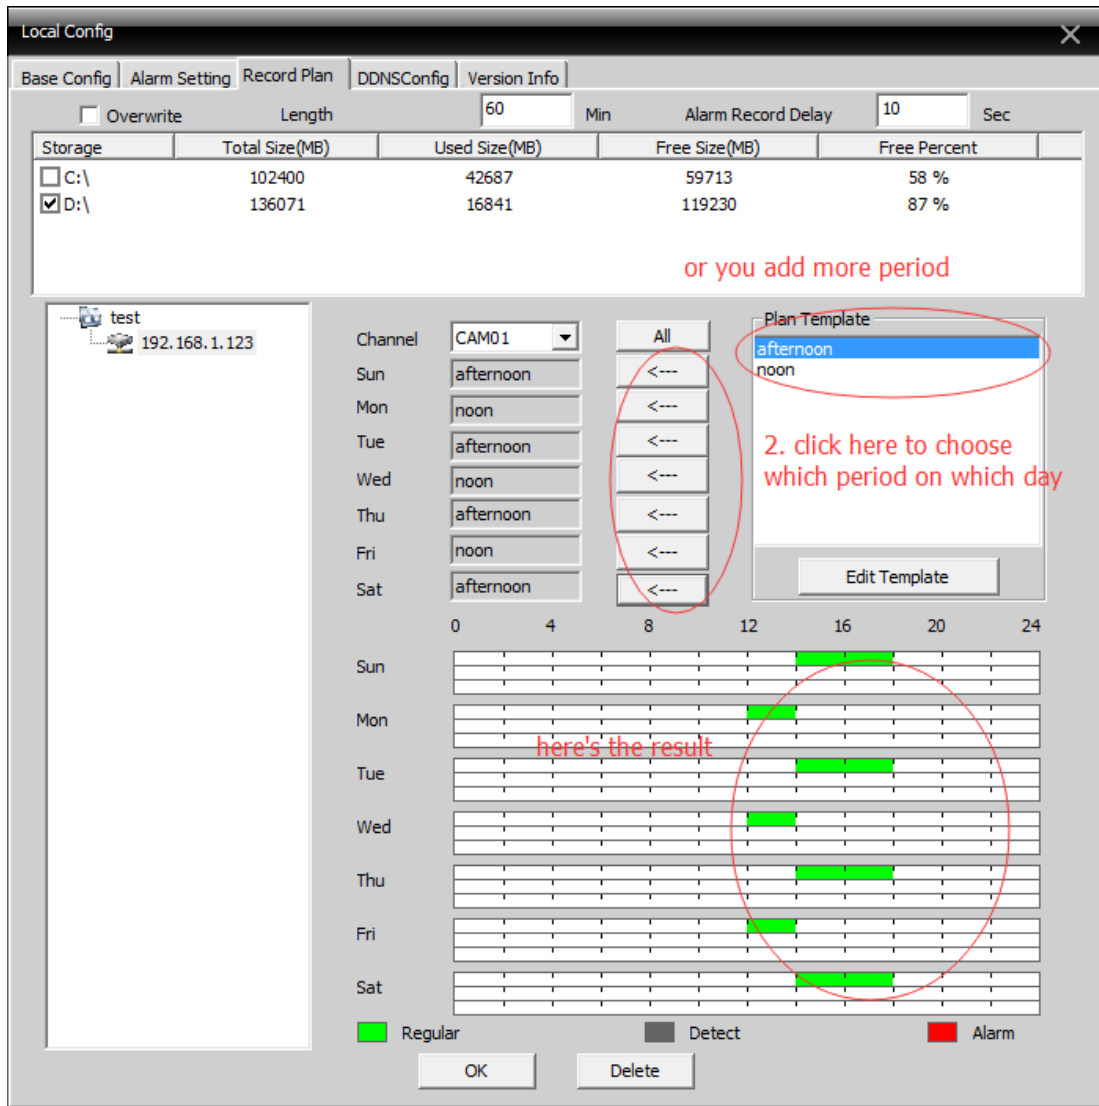 Local Config
Base Config Alarm Setting Record Plan DDNSConfig Version Info
Overwrite Length 60 Min Alarm Record Delay 10 Sec
Storage Total Size(MB) Used Size(MB) Free Size(MB) Free Percent
C:\ 102400 42687 59713 58 %
D:\ 136071 16841 119230 87 %
or you add more period
test
192.168.1.123
Channel CAM01 All
Sun afternoon <---
Mon noon <---
Tue afternoon <---
Wed noon <---
Thu afternoon <---
Fri noon <---
Sat afternoon <---
Plan Template
afternoon
noon
2. click here to choose
which period on which day
Edit Template
0 4 8 12 16 20 24
Sun
Mon
here's the result
Tue
Wed
Thu
Fri
Sat
Regular Detect Alarm
OK Delete